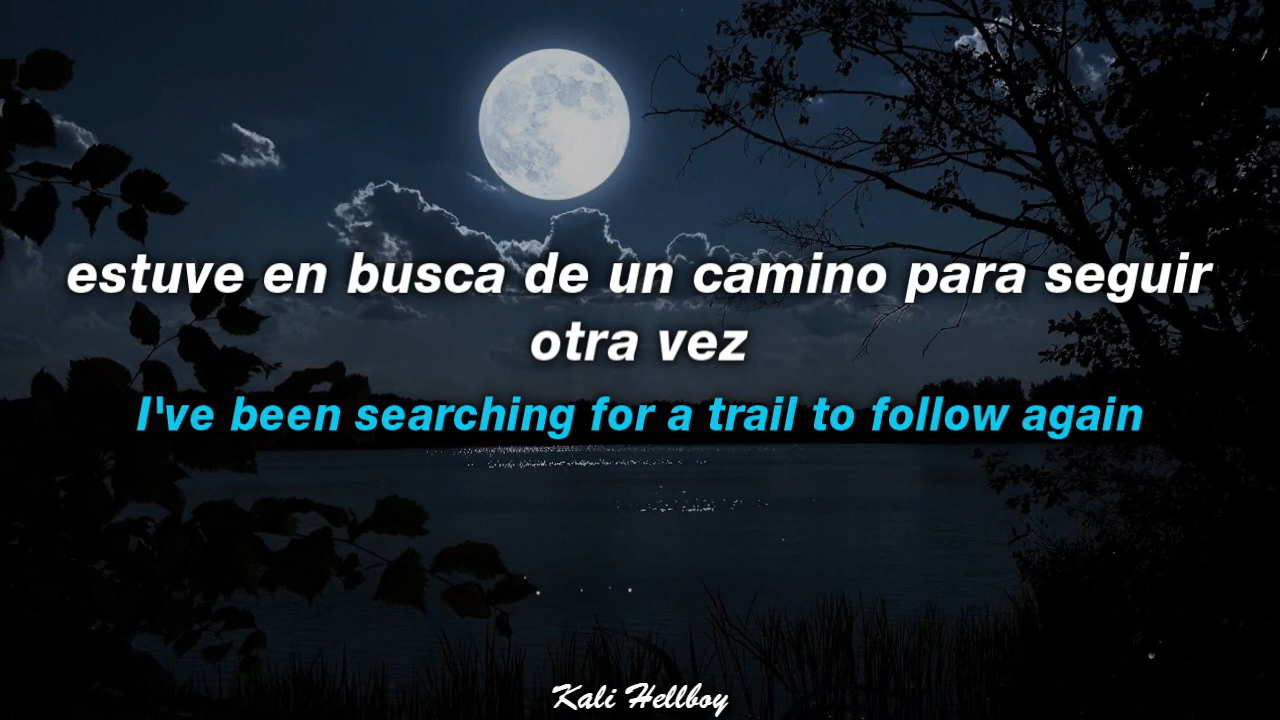 estuve en busca de un camino para seguir
otra vez
I've been searching for a trail to follow again
Kali Hellboy